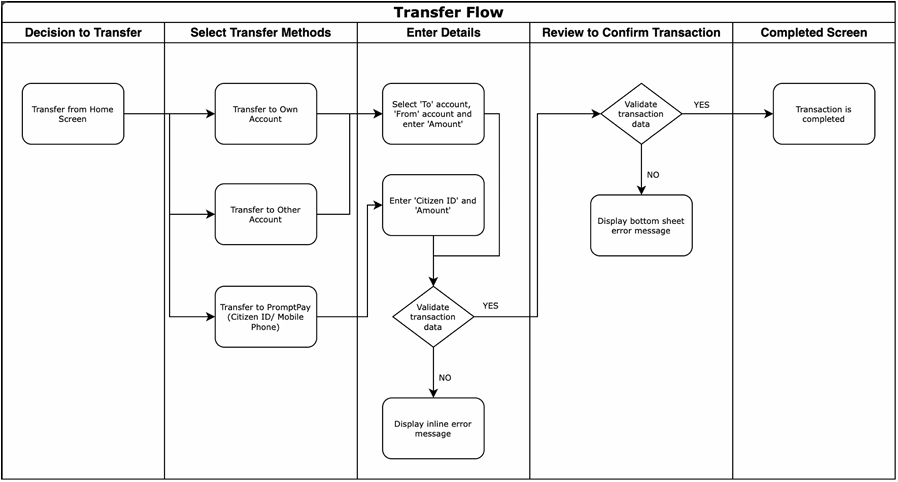 Transfer Flow
Decision to Transfer
Select Transfer Methods
Enter Details
Review to Confirm Transaction
Completed Screen
Transfer from Home
Screen
Transfer to Own
Account
Transfer to Other
Account
Transfer to PromptPay
(Citizen ID/ Mobile
Phone)
Select 'To' account,
'From' account and
enter 'Amount'
Enter 'Citizen ID' and
'Amount'
Validate
transaction
data
YES
NO
Display inline error
message
Validate
transaction
data
YES
NO
Display bottom sheet
error message
Transaction is
completed